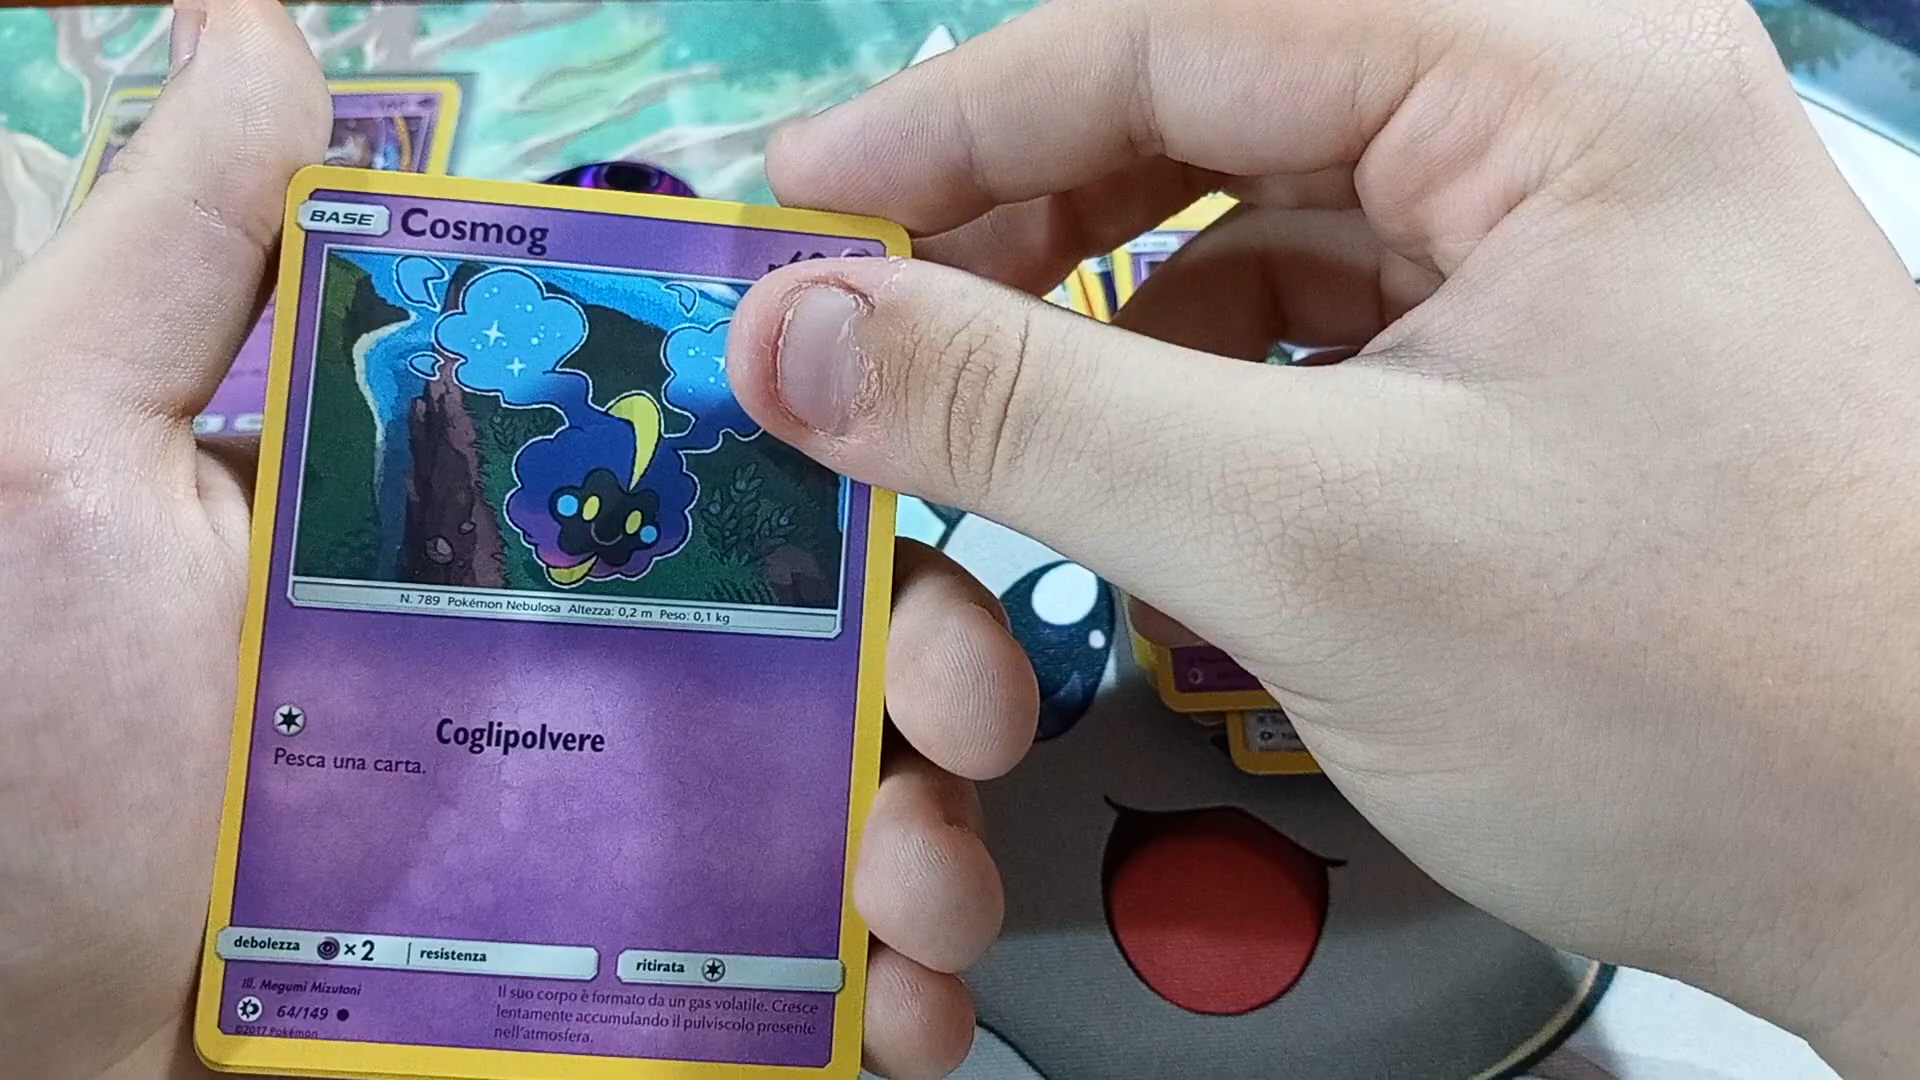 BASE Cosmog
N. 789 Pokémon Nebulosa Altezza: 0,2 m Peso: 0,1 kg
Coglipolvere
Pesca una carta.
debolezza ×2 resistenza ritirata
Ill. Megumi Mizutani
64/149
©2017 Pokémon
Il suo corpo è formato da un gas volatile. Cresce
lentamente accumulando il pulviscolo presente
nell'atmosfera.